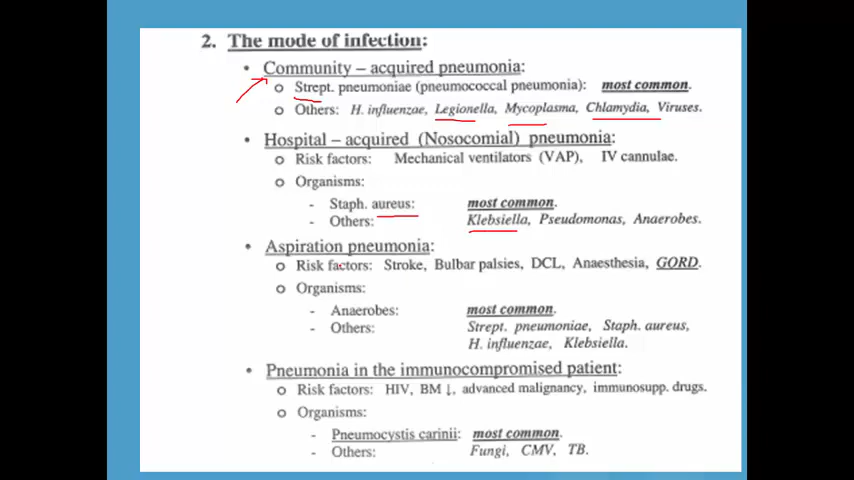 2. The mode of infection:
• Community – acquired pneumonia:
o Strept. pneumoniae (pneumococcal pneumonia): most common.
o Others: H. influenzae, Legionella, Mycoplasma, Chlamydia, Viruses.
• Hospital – acquired (Nosocomial) pneumonia:
o Risk factors: Mechanical ventilators (VAP), IV cannulae.
o Organisms:
- Staph. aureus: most common.
- Others: Klebsiella, Pseudomonas, Anaerobes.
• Aspiration pneumonia:
o Risk factors: Stroke, Bulbar palsies, DCL, Anaesthesia, GORD.
o Organisms:
- Anaerobes: most common.
- Others: Strept. pneumoniae, Staph. aureus,
H. influenzae, Klebsiella.
• Pneumonia in the immunocompromised patient:
o Risk factors: HIV, BM ↓, advanced malignancy, immunosupp. drugs.
o Organisms:
- Pneumocystis carinii: most common.
- Others: Fungi, CMV, TB.